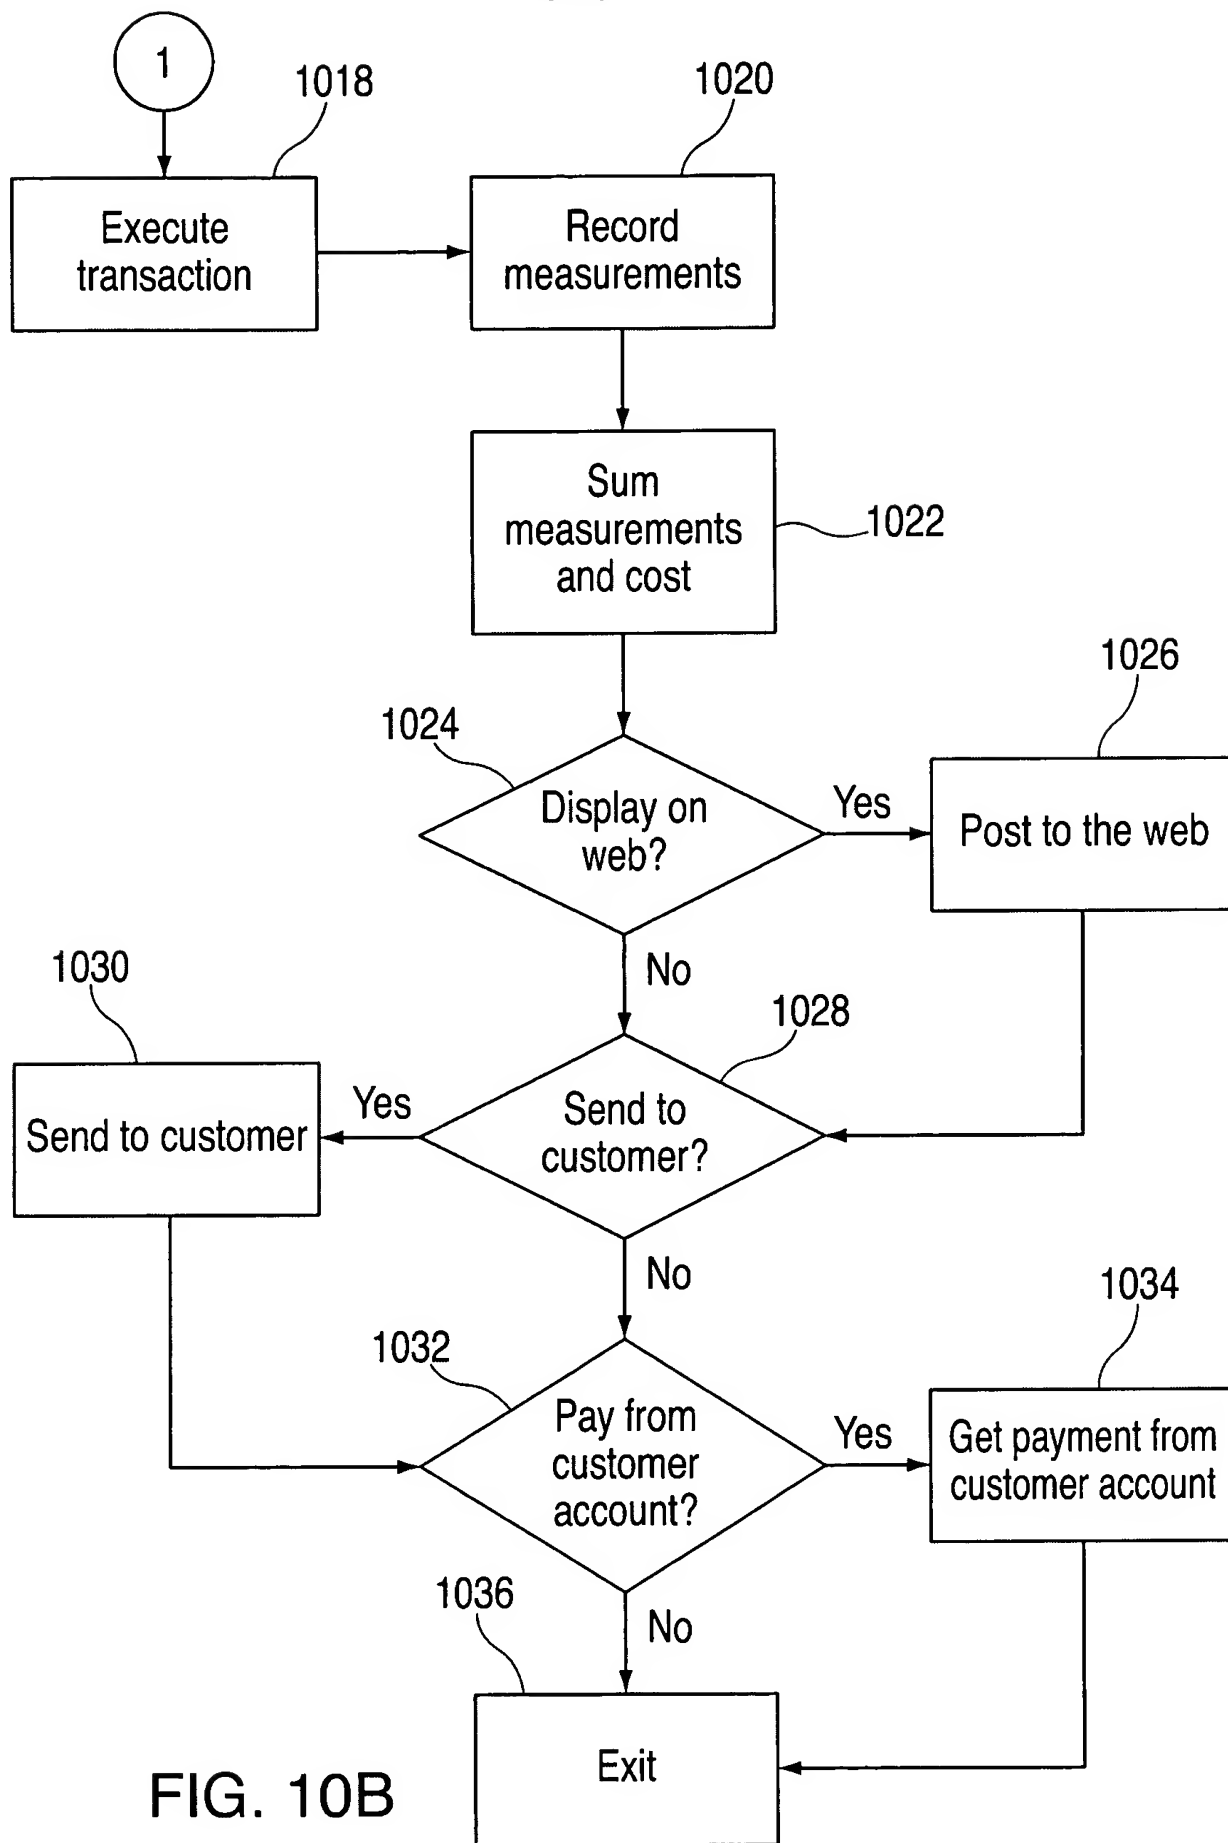 1
1018
1020
Execute
transaction
Record
measurements
Sum
measurements
and cost
1022
1026
1024
Display on
web?
Yes
Post to the web
No
1030
1028
Send to customer
Yes
Send to
customer?
No
1034
1032
Pay from
customer
account?
Yes
Get payment from
customer account
1036
No
Exit
FIG. 10B